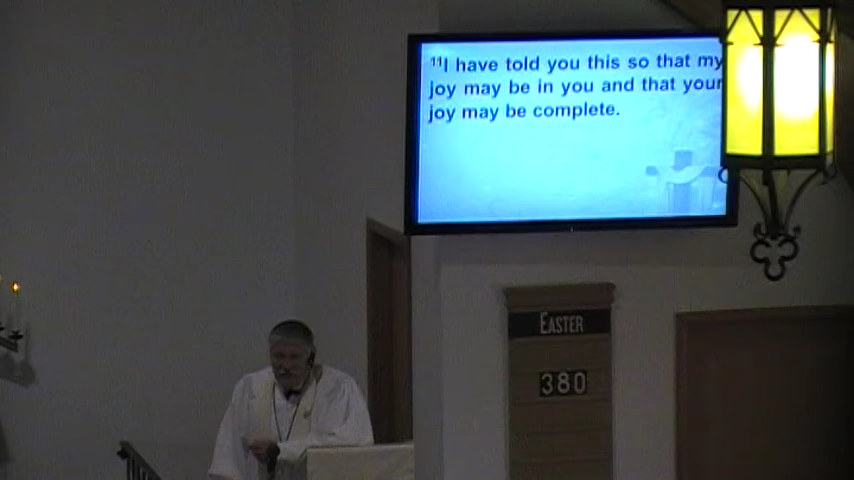 ¹¹I have told you this so that my
joy may be in you and that your
joy may be complete.
EASTER
380